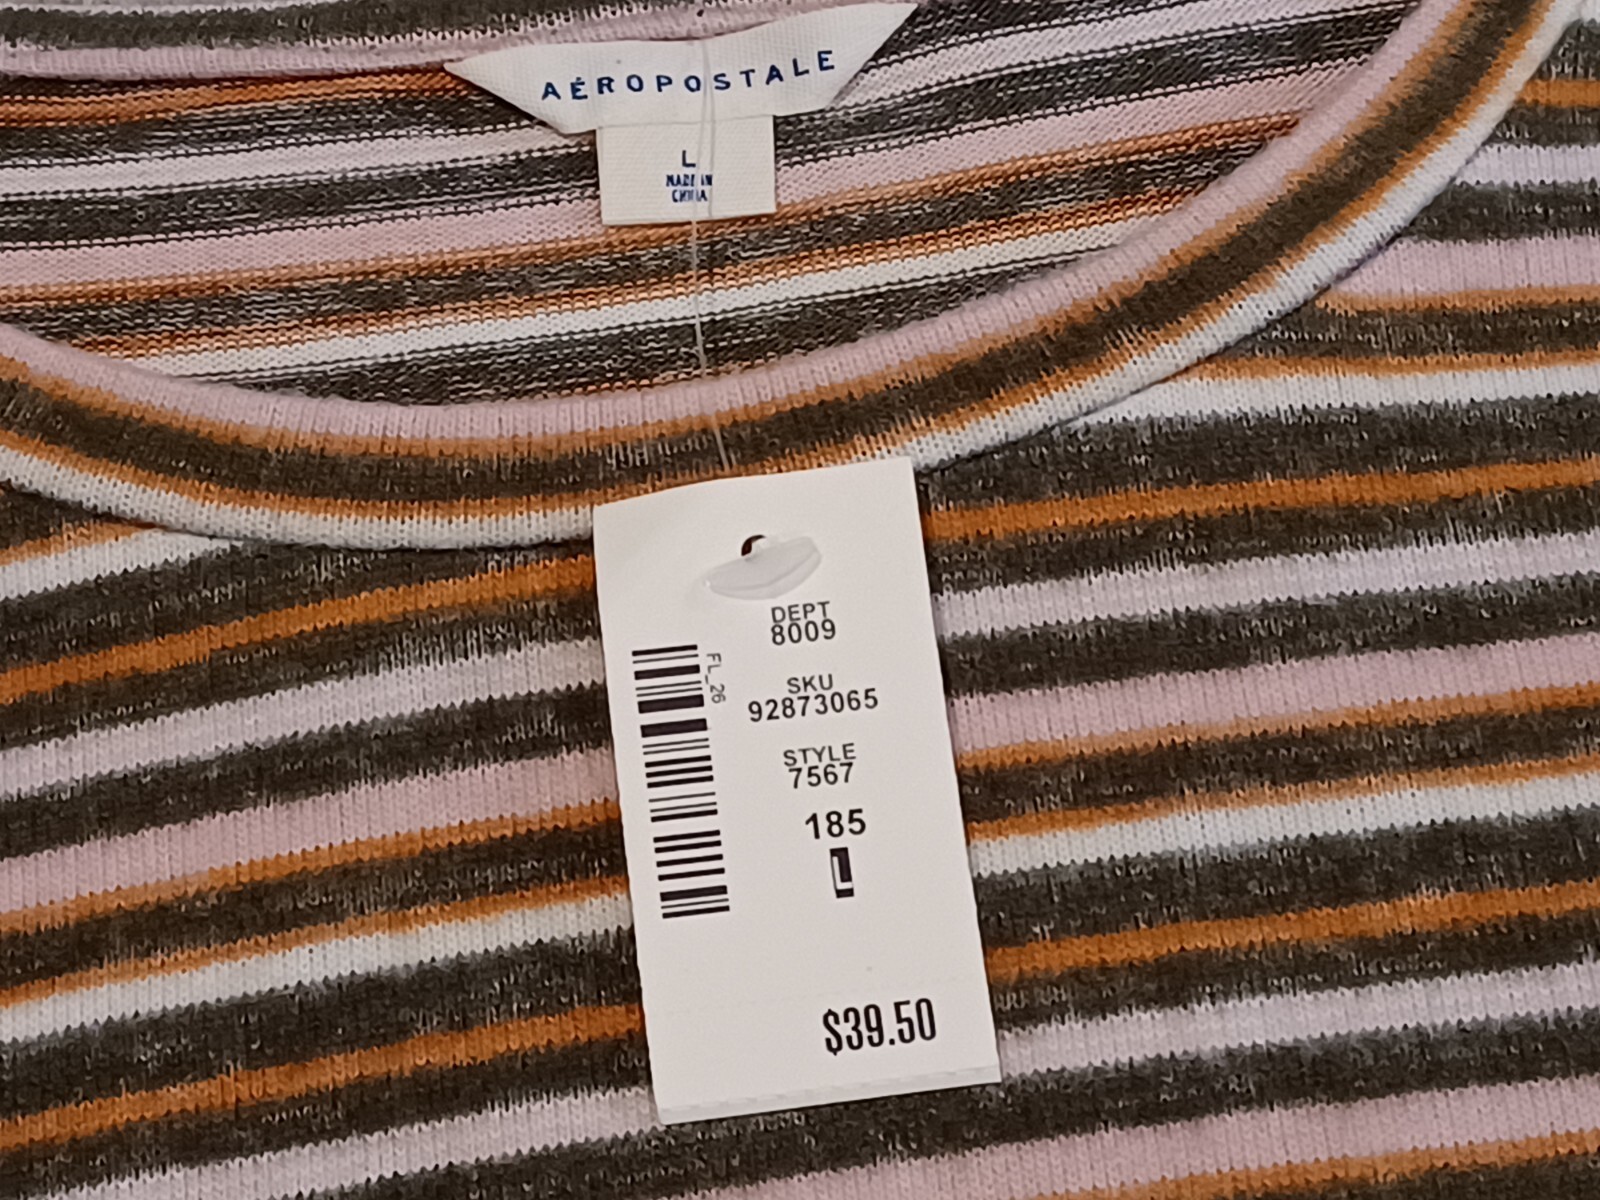 AÉROPOSTALE
L
MADE IN
CHINA
DEPT
8009
FL_26
SKU
92873065
STYLE
7567
185
L
$39.50